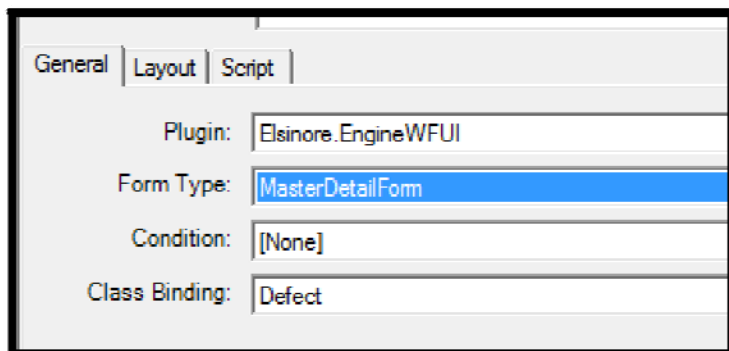 General Layout Script
Plugin: Elsinore.EngineWFUI
Form Type: MasterDetailForm
Condition: [None]
Class Binding: Defect